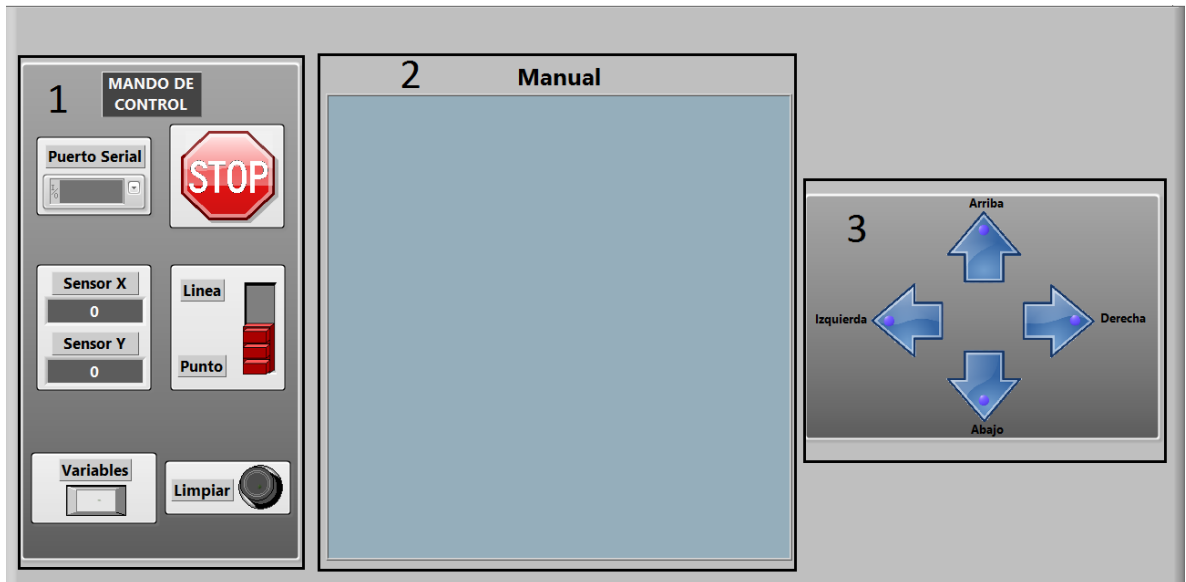 1
MANDO DE
CONTROL
Puerto Serial
STOP
I/O
Sensor X
0
Sensor Y
0
Linea
Punto
Variables
Limpiar
2
Manual
3
Arriba
Izquierda
Derecha
Abajo